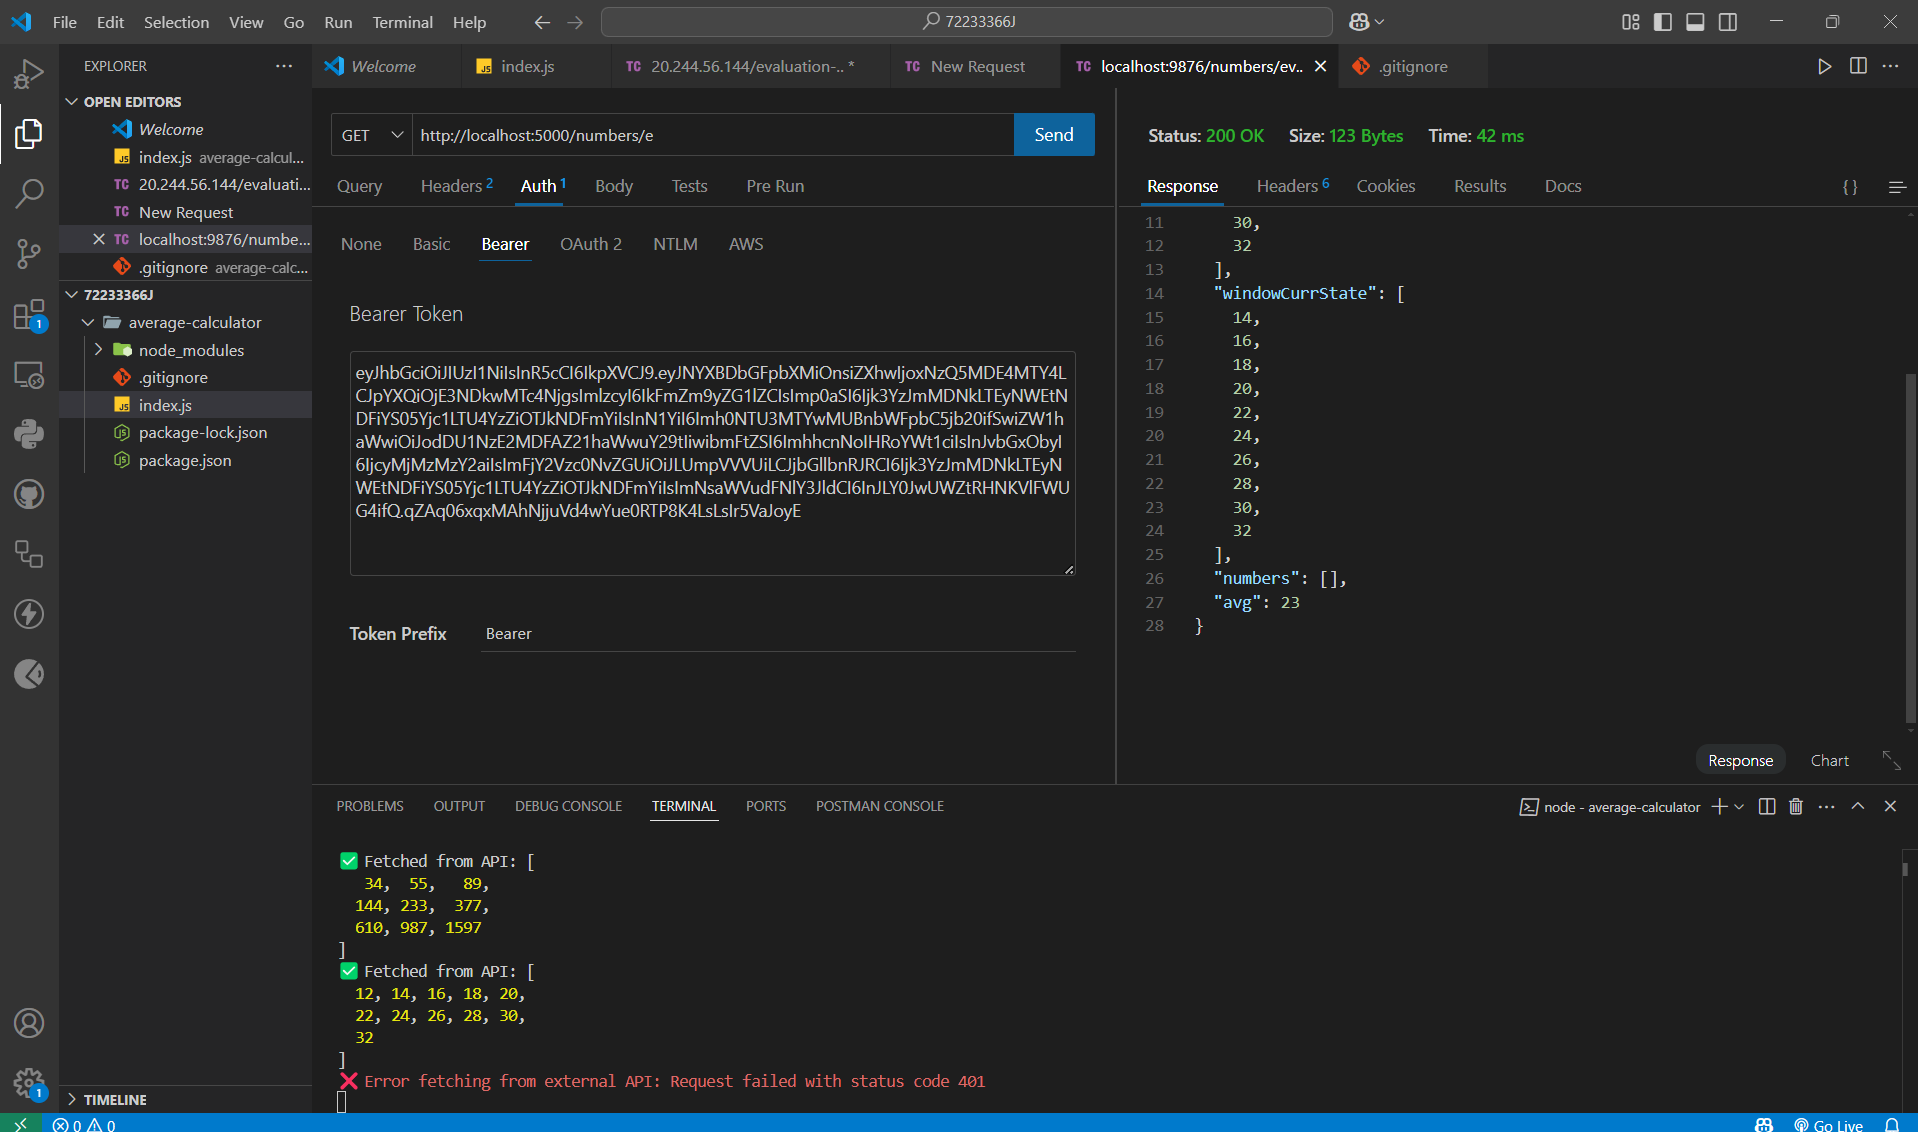 File Edit Selection View Go Run Terminal Help
72233366J
EXPLORER
OPEN EDITORS
Welcome
index.js average-calcul...
TC 20.244.56.144/evaluati...
TC New Request
TC localhost:9876/numbe...
.gitignore average-calc...
72233366J
average-calculator
node_modules
.gitignore
JS index.js
package-lock.json
package.json
TIMELINE
Welcome
JS index.js
TC 20.244.56.144/evaluation-.. *
TC New Request
TC localhost:9876/numbers/ev..
.gitignore
GET http://localhost:5000/numbers/e Send
Query Headers 2 Auth 1 Body Tests Pre Run
None Basic Bearer OAuth 2 NTLM AWS
Bearer Token
Token Prefix Bearer
Status: 200 OK Size: 123 Bytes Time: 42 ms
Response Headers 6 Cookies Results Docs { }
11 30,
12 32
13 ],
14 "windowCurrState": [
15 14,
16 16,
17 18,
18 20,
19 22,
20 24,
21 26,
22 28,
23 30,
24 32
25 ],
26 "numbers": [],
27 "avg": 23
28 }
Response Chart
PROBLEMS OUTPUT DEBUG CONSOLE TERMINAL PORTS POSTMAN CONSOLE
node - average-calculator
✅ Fetched from API: [
34, 55, 89,
144, 233, 377,
610, 987, 1597
]
✅ Fetched from API: [
12, 14, 16, 18, 20,
22, 24, 26, 28, 30,
32
]
❌ Error fetching from external API: Request failed with status code 401
1
1
0 0
Go Live